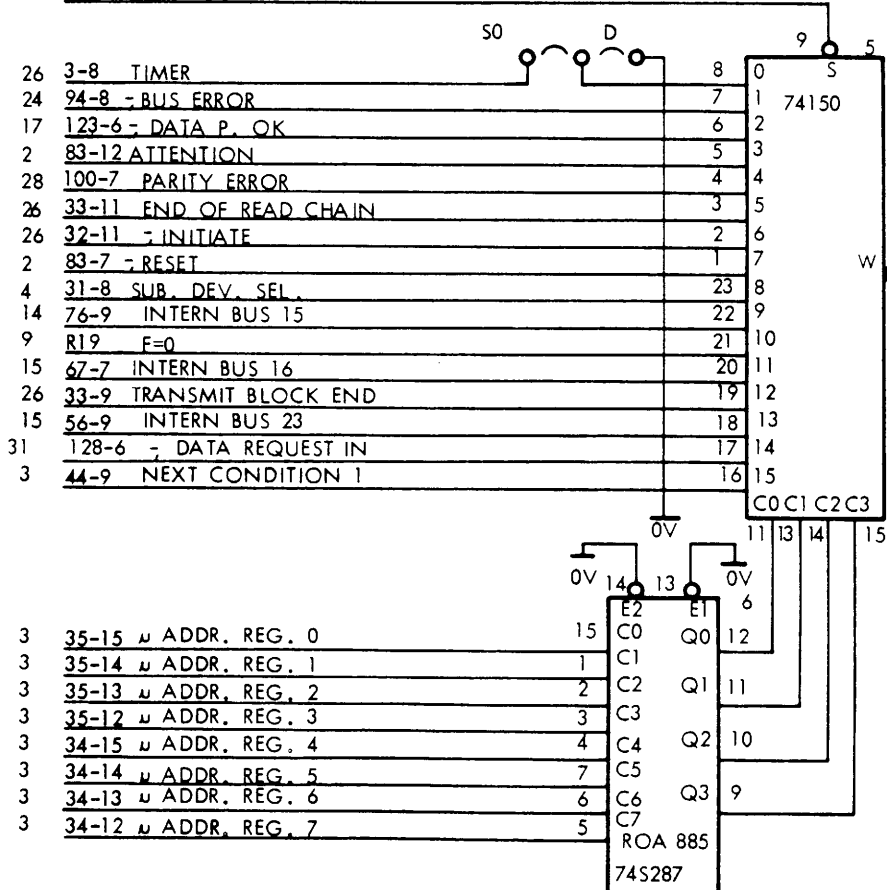 S0 D 9 5
26 3-8 TIMER 8 0 S
24 94-8 -,BUS ERROR 7 1 74150
17 123-6 -, DATA P. OK 6 2
2 83-12 ATTENTION 5 3
28 100-7 PARITY ERROR 4 4
26 33-11 END OF READ CHAIN 3 5
26 32-11 -, INITIATE 2 6
2 83-7 -, RESET 1 7 W
4 31-8 SUB. DEV. SEL. 23 8
14 76-9 INTERN BUS 15 22 9
9 R19 F=0 21 10
15 67-7 INTERN BUS 16 20 11
26 33-9 TRANSMIT BLOCK END 19 12
15 56-9 INTERN BUS 23 18 13
31 128-6 -, DATA REQUEST IN 17 14
3 44-9 NEXT CONDITION 1 16 15
C0 C1 C2 C3
0V 11 13 14 15
0V 14 13 0V
E2 E1 6
3 35-15 µ ADDR. REG. 0 15 C0 Q0 12
3 35-14 µ ADDR. REG. 1 1 C1
3 35-13 µ ADDR. REG. 2 2 C2 Q1 11
3 35-12 µ ADDR. REG. 3 3 C3
3 34-15 µ ADDR. REG. 4 4 C4 Q2 10
3 34-14 µ ADDR. REG. 5 7 C5
3 34-13 µ ADDR. REG. 6 6 C6 Q3 9
3 34-12 µ ADDR. REG. 7 5 C7
ROA 885
74S287